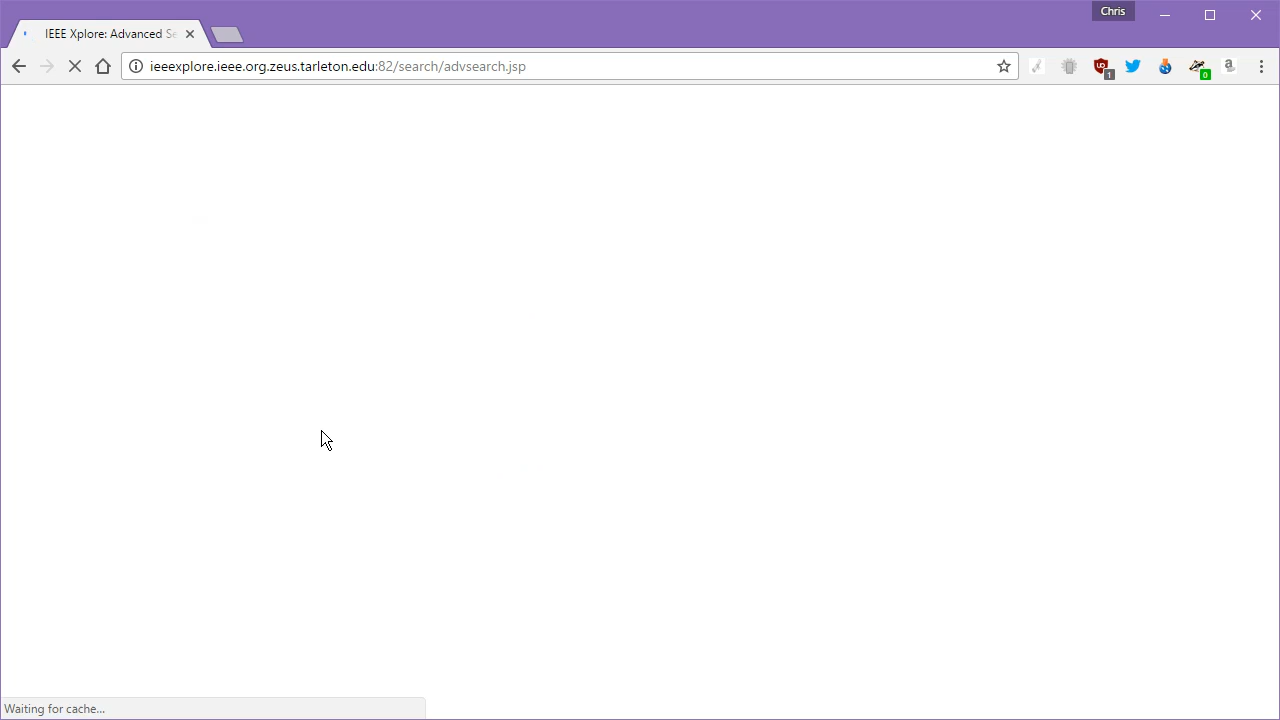 Chris
IEEE Xplore: Advanced Se
ieeexplore.ieee.org.zeus.tarleton.edu:82/search/advsearch.jsp
1
0
a
Waiting for cache...